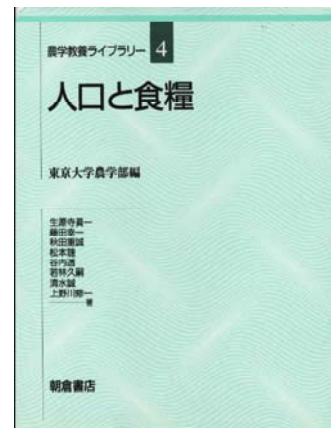 農学教養ライブラリー 4
人口と食糧
東京大学農学部編
生源寺眞一
藤田幸一
秋田重誠
松本聰
谷内透
若林久嗣
清水誠
上野川修一
著
朝倉書店